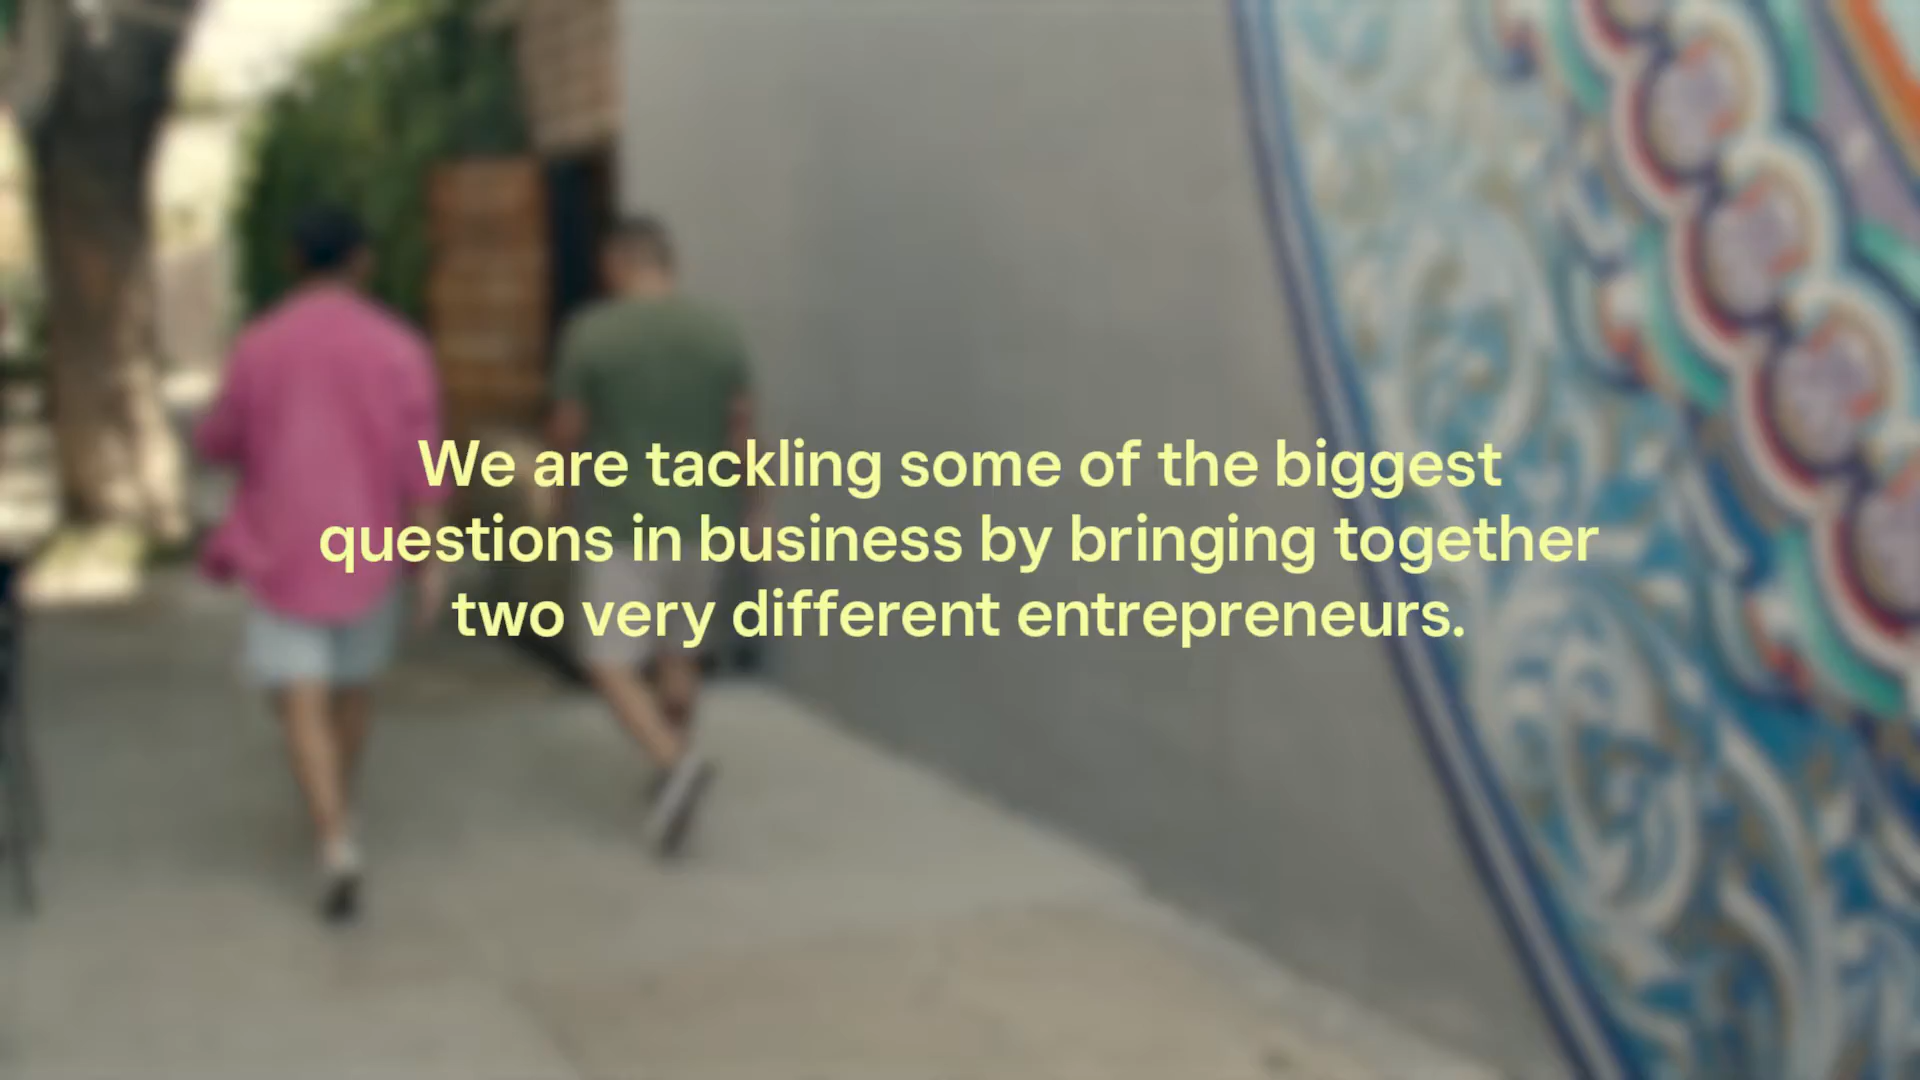 We are tackling some of the biggest
questions in business by bringing together
two very different entrepreneurs.